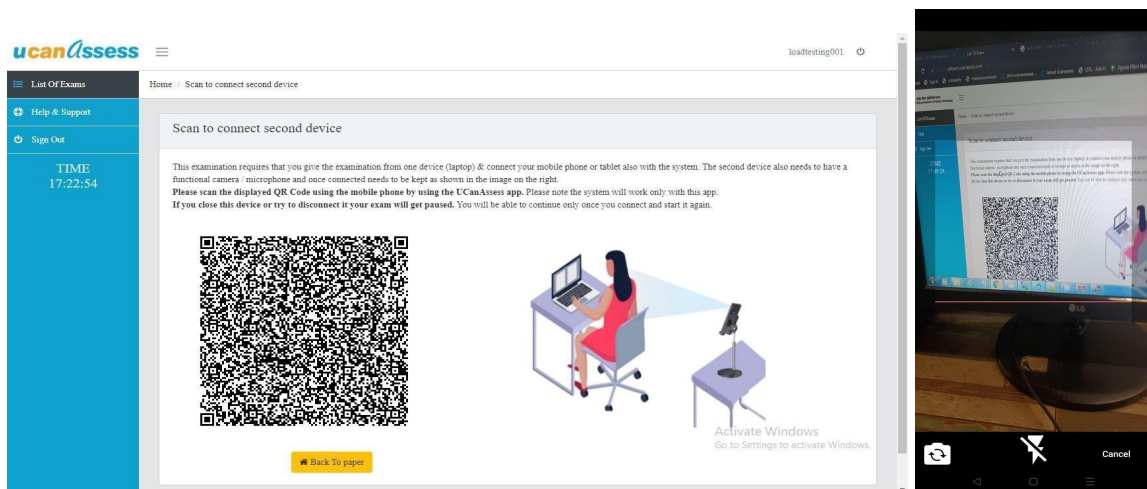 ucanAssess
loadtesting001
List Of Exams
Home / Scan to connect second device
Help & Support
Sign Out
TIME
17:22:54
Scan to connect second device
This examination requires that you give the examination from one device (laptop) & connect your mobile phone or tablet also with the system. The second device also needs to have a
functional camera / microphone and once connected needs to be kept as shown in the image on the right.
Please scan the displayed QR Code using the mobile phone by using the UCanAssess app. Please note the system will work only with this app.
If you close this device or try to disconnect it your exam will get paused. You will be able to continue only once you connect and start it again.
Back To paper
Activate Windows
Go to Settings to activate Windows.
Scan to connect second device
TIME
LG
Cancel